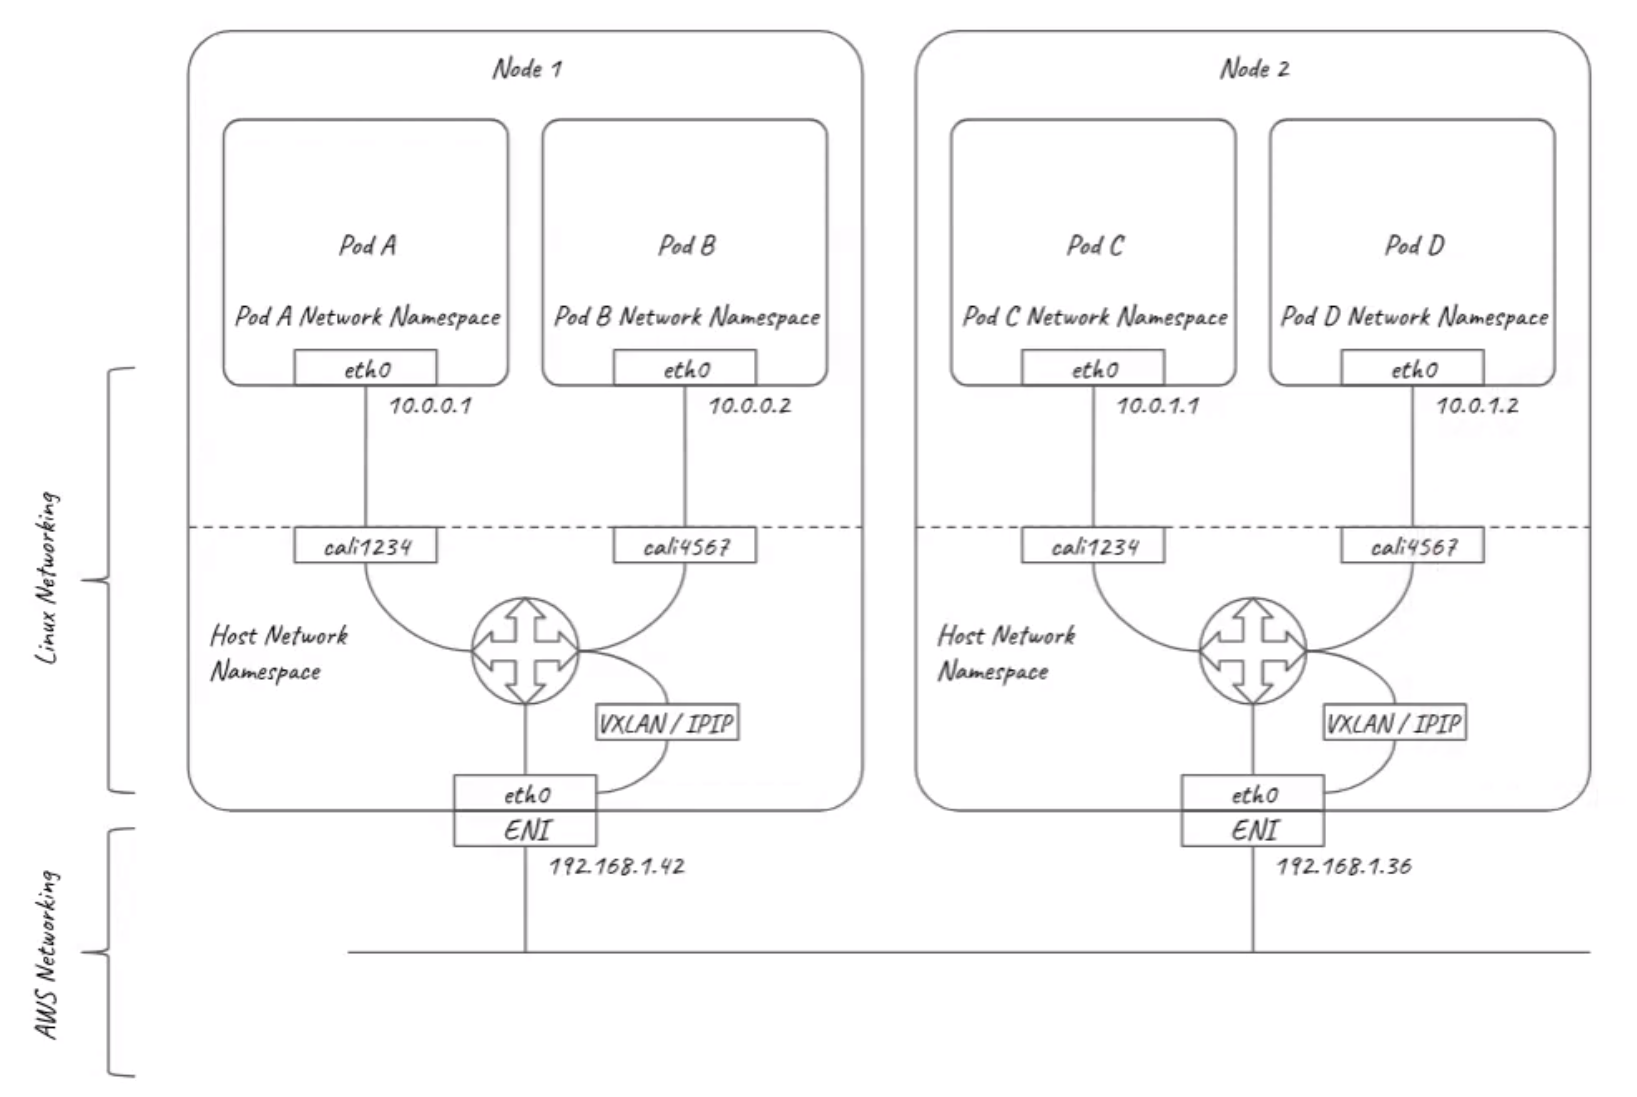 Node 1
Node 2
Pod A
Pod B
Pod C
Pod D
Pod A Network Namespace
Pod B Network Namespace
Pod C Network Namespace
Pod D Network Namespace
eth0
eth0
eth0
eth0
10.0.0.1
10.0.0.2
10.0.1.1
10.0.1.2
Linux Networking
cali1234
cali4567
cali1234
cali4567
Host Network
Namespace
Host Network
Namespace
VXLAN / IPIP
VXLAN / IPIP
eth0
eth0
ENI
ENI
192.168.1.42
192.168.1.36
AWS Networking